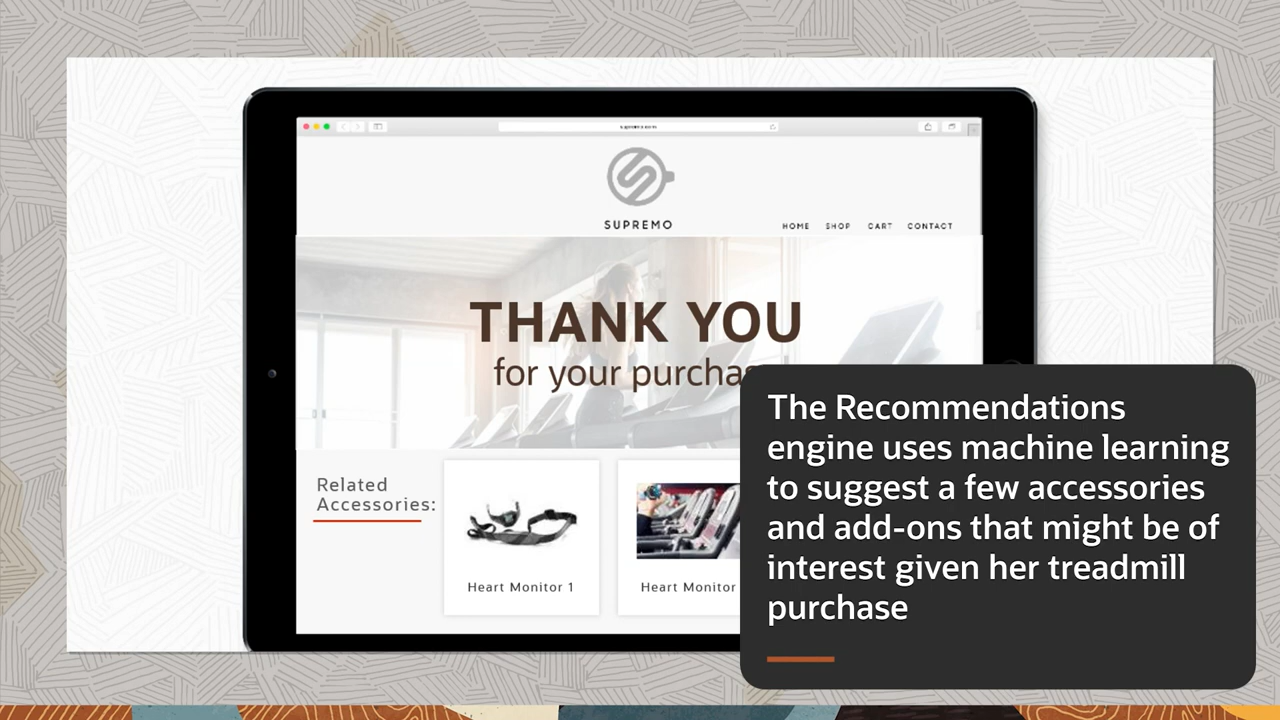 SUPREMO
HOME SHOP CART CONTACT
THANK YOU
for your
The Recommendations
engine uses machine learning
to suggest a few accessories
and add-ons that might be of
interest given her treadmill
purchase
Related
Accessories:
Heart Monitor 1
Heart Monitor